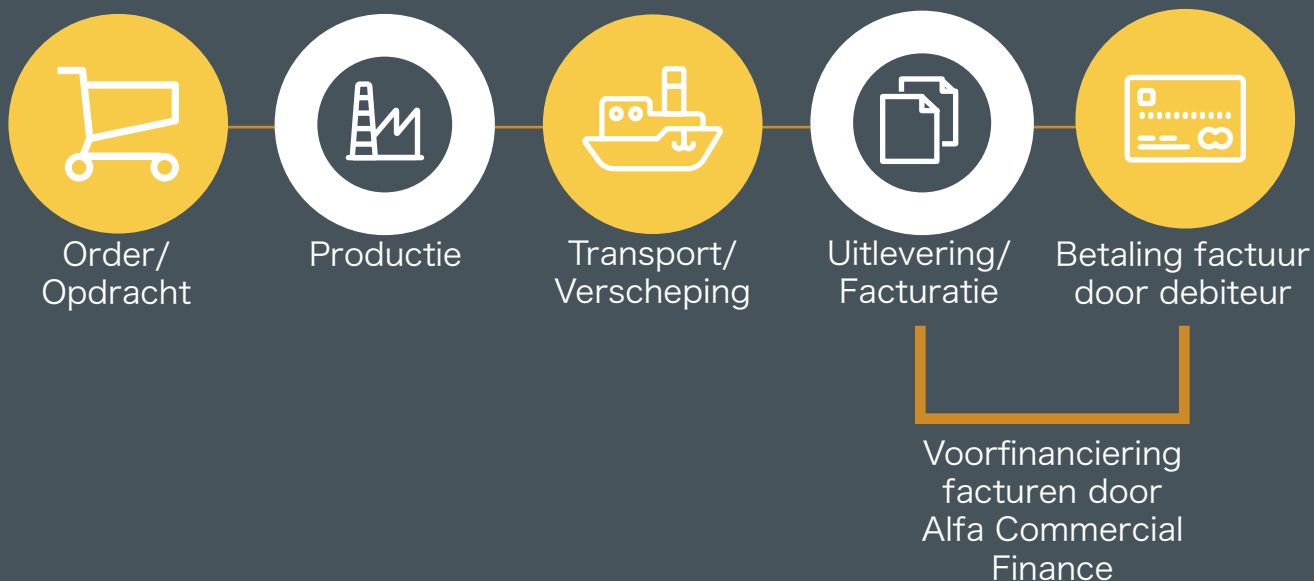 Order/
Opdracht
Productie
Transport/
Verscheping
Uitlevering/
Facturatie
Betaling factuur
door debiteur
Voorfinanciering
facturen door
Alfa Commercial
Finance